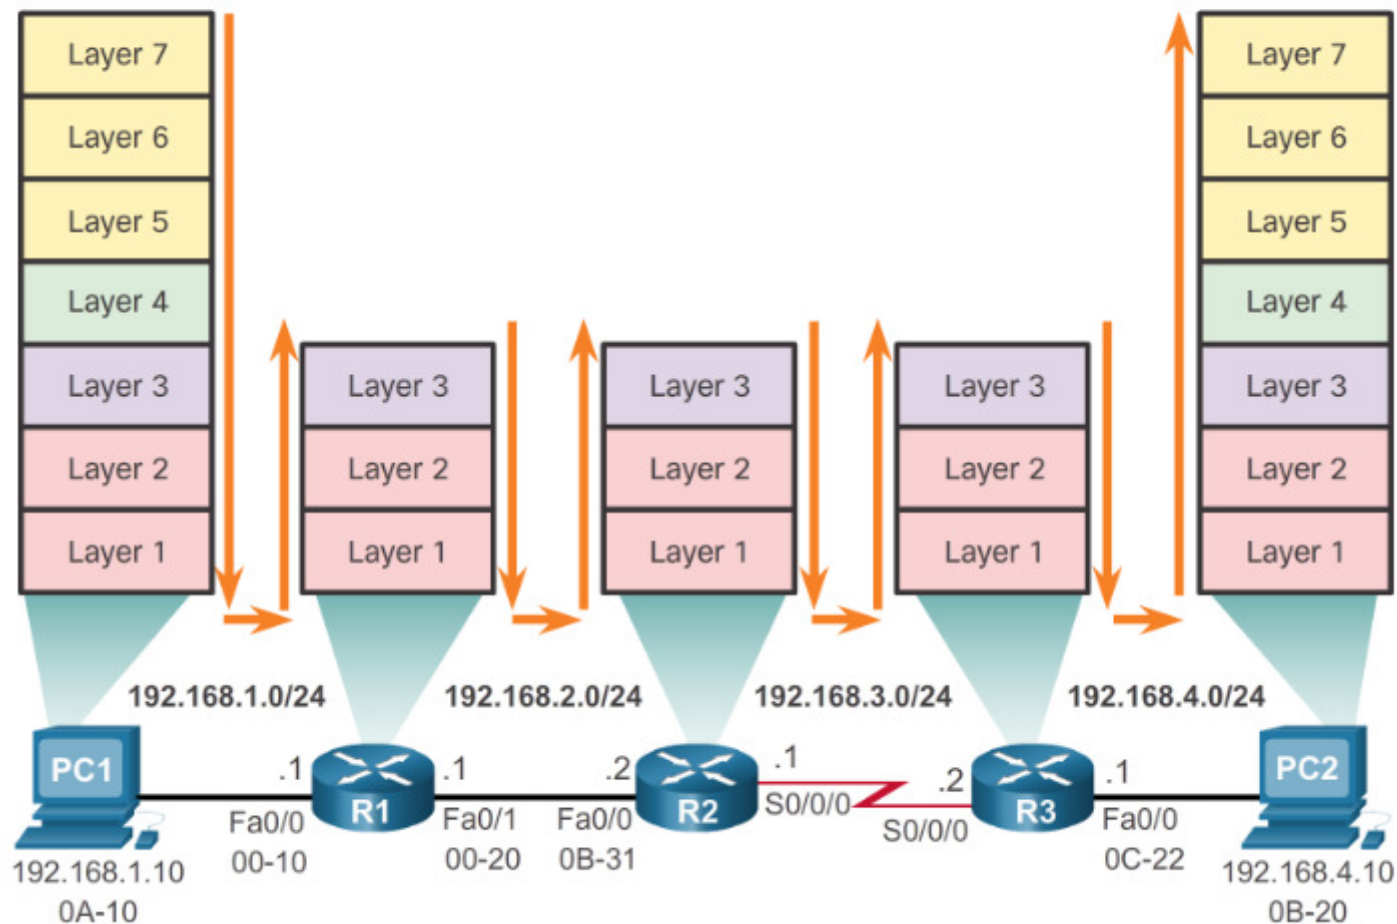 Layer 7
Layer 6
Layer 5
Layer 4
Layer 3
Layer 2
Layer 1
Layer 3
Layer 2
Layer 1
Layer 3
Layer 2
Layer 1
Layer 3
Layer 2
Layer 1
Layer 7
Layer 6
Layer 5
Layer 4
Layer 3
Layer 2
Layer 1
192.168.1.0/24
192.168.2.0/24
192.168.3.0/24
192.168.4.0/24
PC1
192.168.1.10
0A-10
.1
Fa0/0
00-10
R1
.1
Fa0/1
00-20
.2
Fa0/0
0B-31
R2
.1
S0/0/0
.2
S0/0/0
R3
.1
Fa0/0
0C-22
PC2
192.168.4.10
0B-20